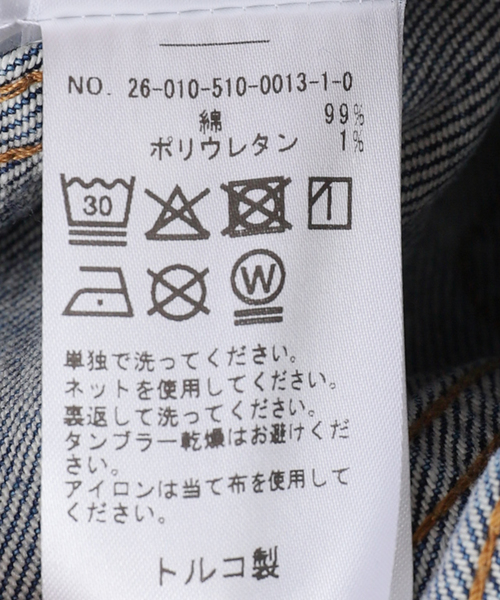 NO. 26-010-510-0013-1-0
綿 99%
ポリウレタン 1%
30
W
単独で洗ってください。
ネットを使用してください。
裏返して洗ってください。
タンブラー乾燥はお避けくだ
さい。
アイロンは当て布を使用して
ください。
トルコ製